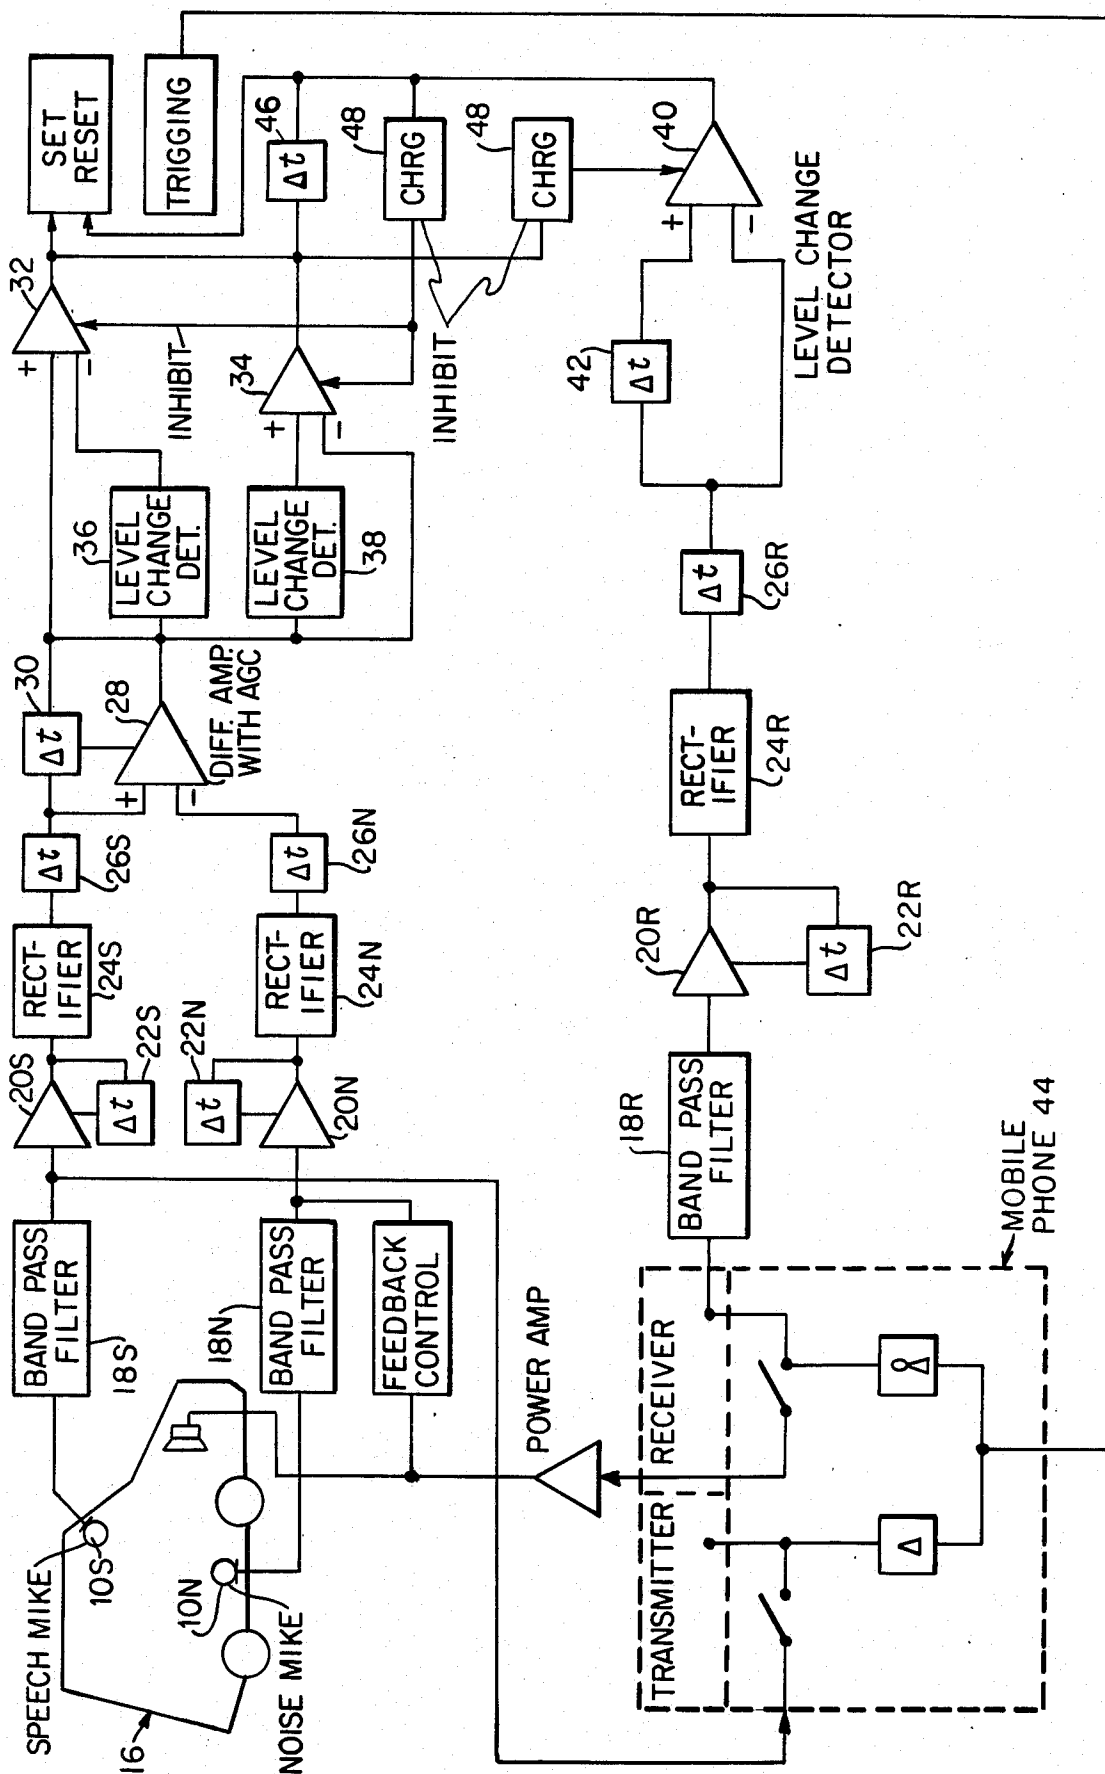 SPEECH MIKE
10S
16
NOISE MIKE
10N
BAND PASS
FILTER
18S
18N
BAND PASS
FILTER
FEEDBACK
CONTROL
20S
Δt
22S
22N
Δt
20N
RECT-
IFIER
24S
RECT-
IFIER
24N
Δt
26S
Δt
26N
30
Δt
28
+
−
DIFF. AMP.
WITH AGC
36
LEVEL
CHANGE
DET.
LEVEL
CHANGE
DET.
38
32
+
−
INHIBIT
34
+
−
INHIBIT
SET
RESET
TRIGGING
46
Δt
48
CHRG
48
CHRG
40
+
−
LEVEL CHANGE
DETECTOR
42
Δt
Δt
26R
RECT-
IFIER
24R
20R
Δt
22R
18R
BAND PASS
FILTER
MOBILE
PHONE 44
POWER AMP
TRANSMITTER
RECEIVER
Δ